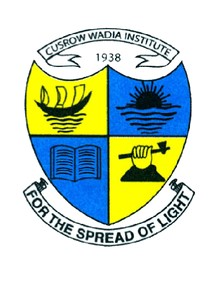 CUSROW WADIA INSTITUTE
1938
FOR THE SPREAD OF LIGHT